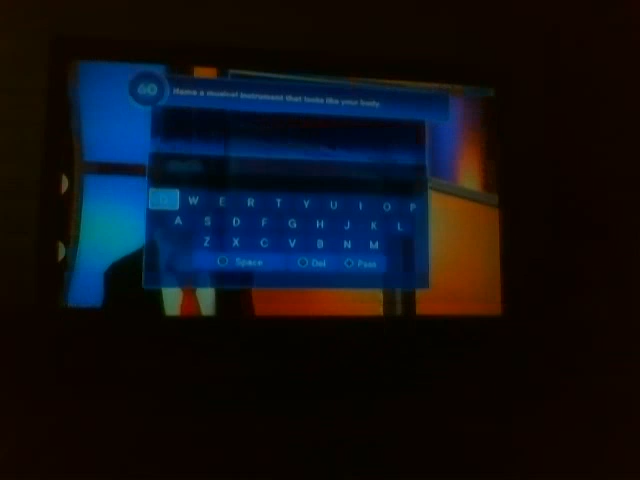 60 Name a musical instrument that looks like your body.
Q W E R T Y U I O P
A S D F G H J K L
Z X C V B N M
Space Del Pass